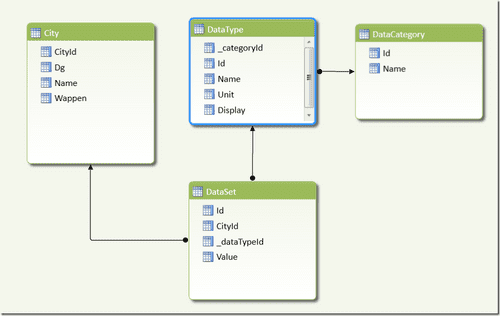 City
CityId
Dg
Name
Wappen
DataType
_categoryId
Id
Name
Unit
Display
DataCategory
Id
Name
DataSet
Id
CityId
_dataTypeId
Value